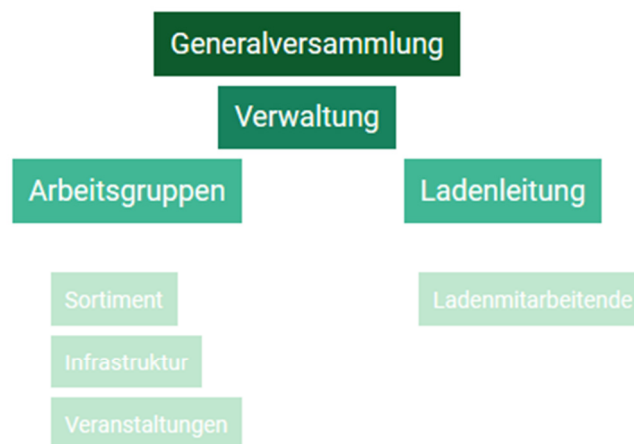 Generalversammlung
Verwaltung
Arbeitsgruppen
Ladenleitung
Sortiment
Ladenmitarbeitende
Infrastruktur
Veranstaltungen